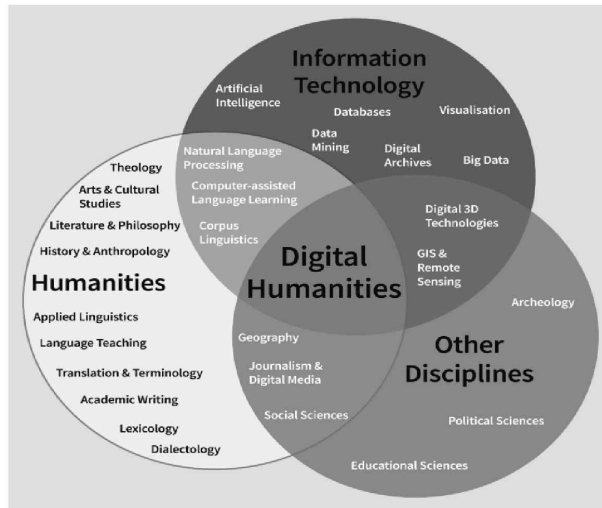 Information
Technology
Artificial
Intelligence
Databases
Visualisation
Data
Mining
Digital
Archives
Big Data
Natural Language
Processing
Computer-assisted
Language Learning
Corpus
Linguistics
Theology
Arts & Cultural
Studies
Literature & Philosophy
History & Anthropology
Humanities
Applied Linguistics
Language Teaching
Translation & Terminology
Academic Writing
Lexicology
Dialectology
Digital
Humanities
Digital 3D
Technologies
GIS &
Remote
Sensing
Geography
Journalism &
Digital Media
Social Sciences
Archeology
Other
Disciplines
Political Sciences
Educational Sciences